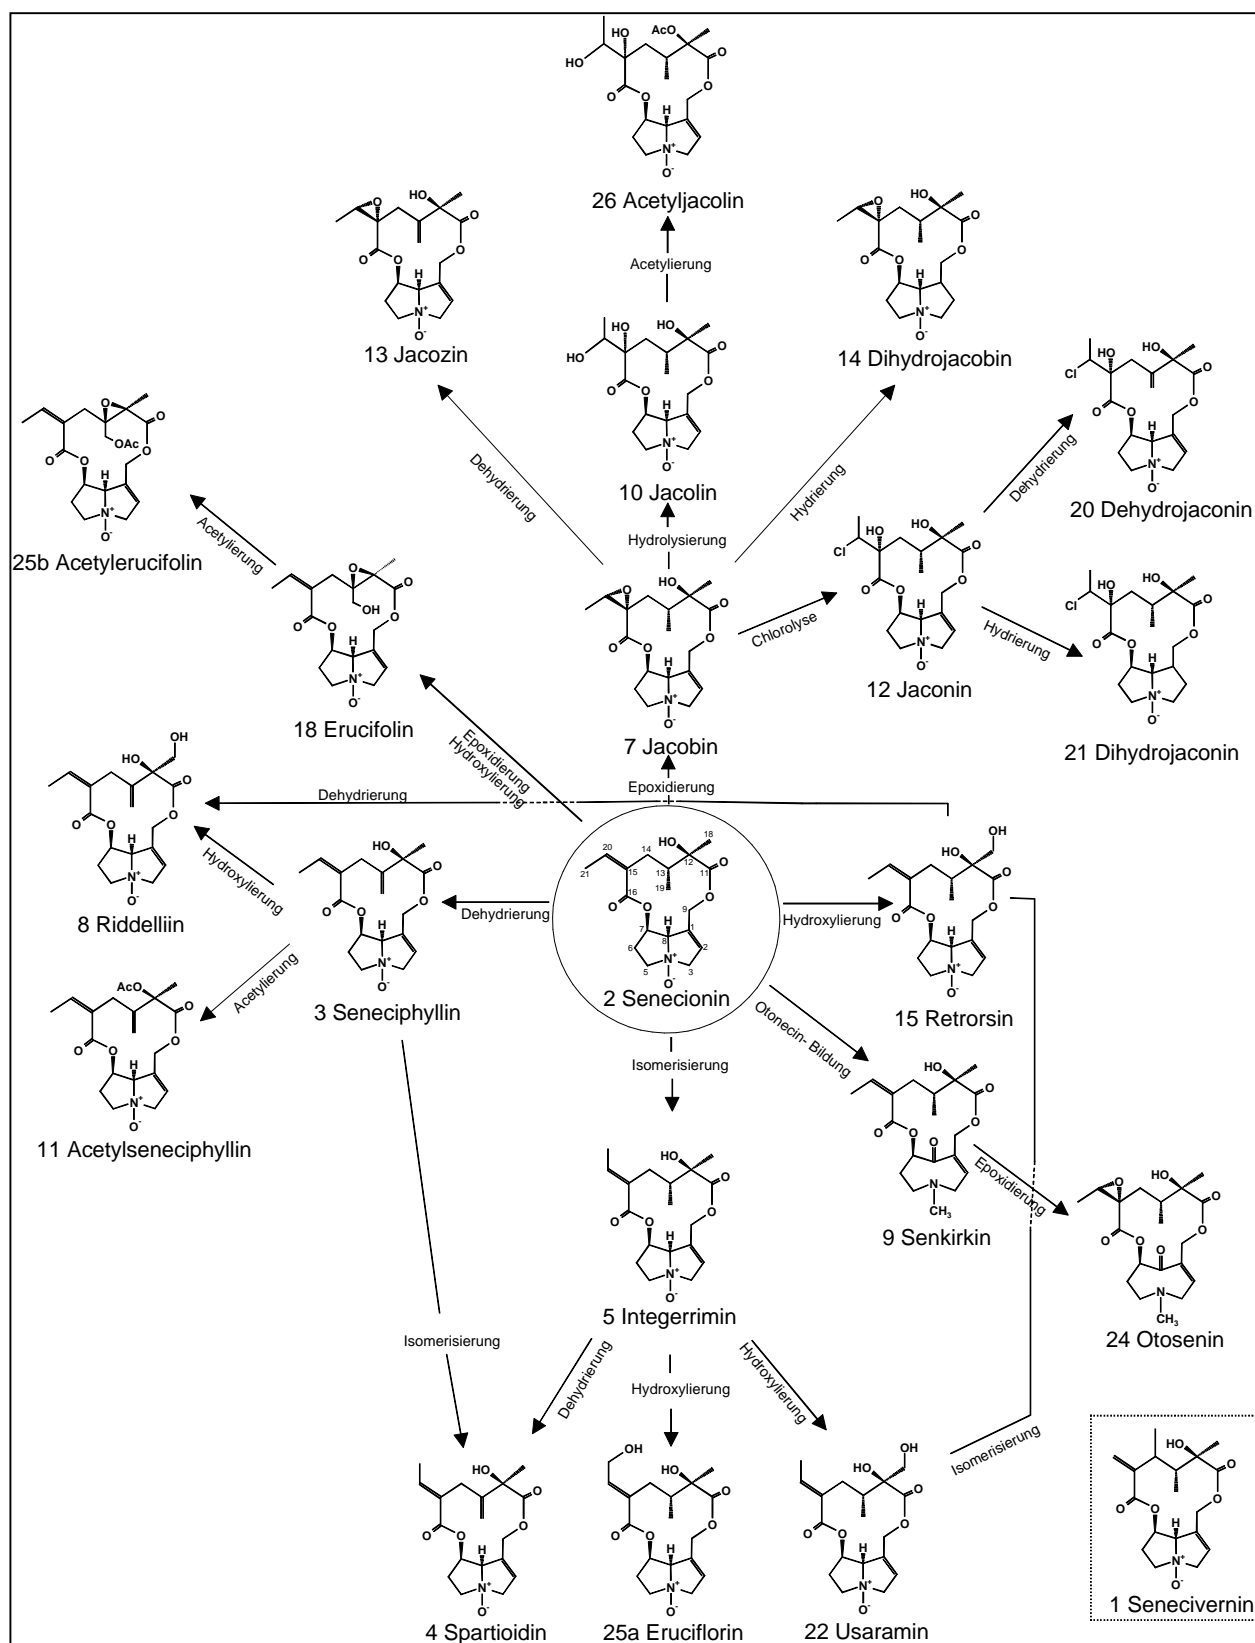 26 Acetyljacolin
13 Jacozin
Acetylierung
14 Dihydrojacobin
Dehydrierung
10 Jacolin
Hydrierung
Dehydrierung
20 Dehydrojaconin
25b Acetylerucifolin
Acetylierung
Hydrolysierung
Chlorolyse
12 Jaconin
Hydrierung
18 Erucifolin
7 Jacobin
21 Dihydrojaconin
Epoxidierung
Hydroxylierung
Epoxidierung
Dehydrierung
8 Riddelliin
Hydroxylierung
Dehydrierung
Hydroxylierung
3 Seneciphyllin
2 Senecionin
15 Retrorsin
Acetylierung
Otonecin- Bildung
Isomerisierung
11 Acetylseneciphyllin
9 Senkirkin
Epoxidierung
5 Integerrimin
24 Otosenin
Isomerisierung
Dehydrierung
Hydroxylierung
Hydroxylierung
Isomerisierung
4 Spartioidin
25a Eruciflorin
22 Usaramin
1 Senecivernin